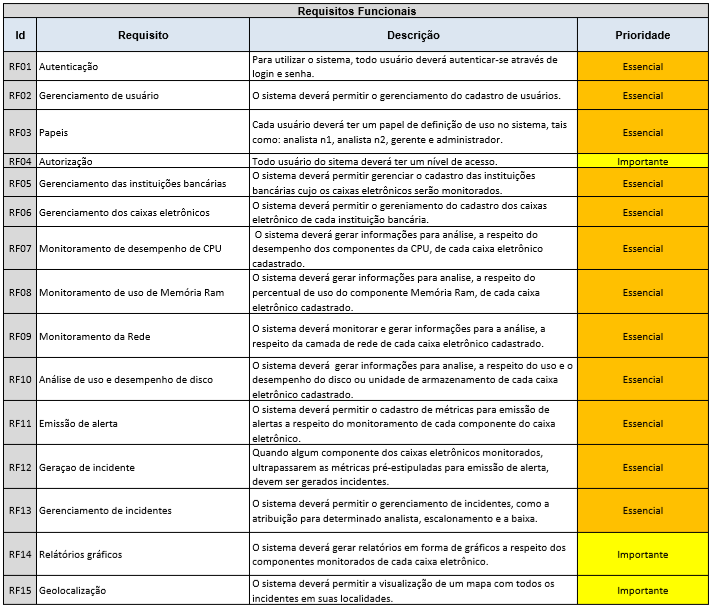 Requisitos Funcionais
Id Requisito Descrição Prioridade
RF01 Autenticação Para utilizar o sistema, todo usuário deverá autenticar-se através de
login e senha. Essencial
RF02 Gerenciamento de usuário O sistema deverá permitir o gerenciamento do cadastro de usuários. Essencial
RF03 Papeis Cada usuário deverá ter um papel de definição de uso no sistema, tais
como: analista n1, analista n2, gerente e administrador. Essencial
RF04 Autorização Todo usuário do sitema deverá ter um nível de acesso. Importante
RF05 Gerenciamento das instituições bancárias O sistema deverá permitir gerenciar o cadastro das instituições
bancárias cujo os caixas eletrônicos serão monitorados. Essencial
RF06 Gerenciamento dos caixas eletrônicos O sistema deverá permitir o gereniamento do cadastro dos caixas
eletrônico de cada instituição bancária. Essencial
RF07 Monitoramento de desempenho de CPU O sistema deverá gerar informações para análise, a respeito do
desempenho dos componentes da CPU, de cada caixa eletrônico
cadastrado. Essencial
RF08 Monitoramento de uso de Memória Ram O sistema deverá gerar informações para analise, a respeito do
percentual de uso do componente Memória Ram, de cada caixa
eletrônico cadastrado. Essencial
RF09 Monitoramento da Rede O sistema deverá monitorar e gerar informações para a análise, a
respeito da camada de rede de cada caixa eletrônico cadastrado. Essencial
RF10 Análise de uso e desempenho de disco O sistema deverá gerar informações para analise, a respeito do uso e o
desempenho do disco ou unidade de armazenamento de cada caixa
eletrônico cadastrado. Essencial
RF11 Emissão de alerta O sistema deverá permitir o cadastro de métricas para emissão de
alertas a respeito do monitoramento de cada componente do caixa
eletrônico. Essencial
RF12 Geraçao de incidente Quando algum componente dos caixas eletrônicos monitorados,
ultrapassarem as métricas pré-estipuladas para emissão de alerta,
devem ser gerados incidentes. Essencial
RF13 Gerenciamento de incidentes O sistema deverá permitir o gerenciamento de incidentes, como a
atribuição para determinado analista, escalonamento e a baixa. Essencial
RF14 Relátórios gráficos O sistema deverá gerar relatórios em forma de gráficos a respeito dos
componentes monitorados de cada caixa eletrônico. Importante
RF15 Geolocalização O sistema deverá permitir a visualização de um mapa com todos os
incidentes em suas localidades. Importante